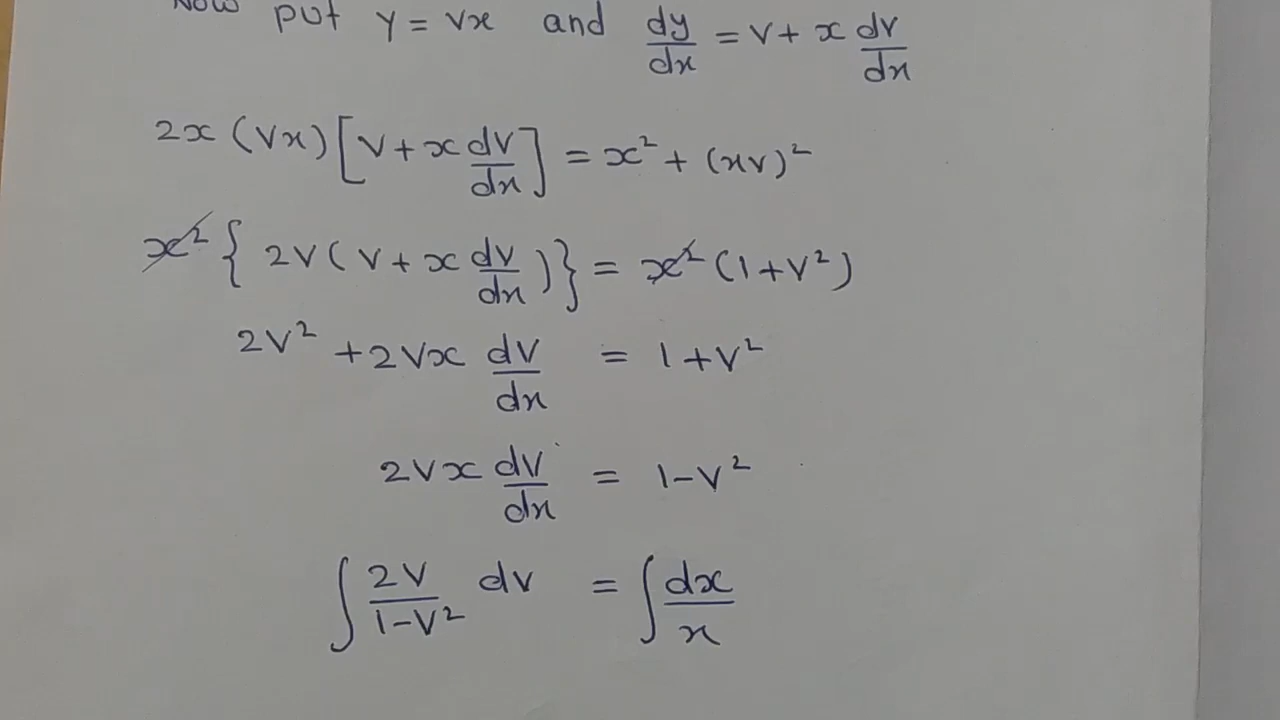 Now put y = vx and dy/dx = v + x dv/dx
2x (vx) [v + x dv/dx] = x² + (xv)²
x² { 2v (v + x dv/dx) } = x² (1 + v²)
2v² + 2vx dv/dx = 1 + v²
2vx dv/dx = 1 - v²
∫ 2v/(1 - v²) dv = ∫ dx/x